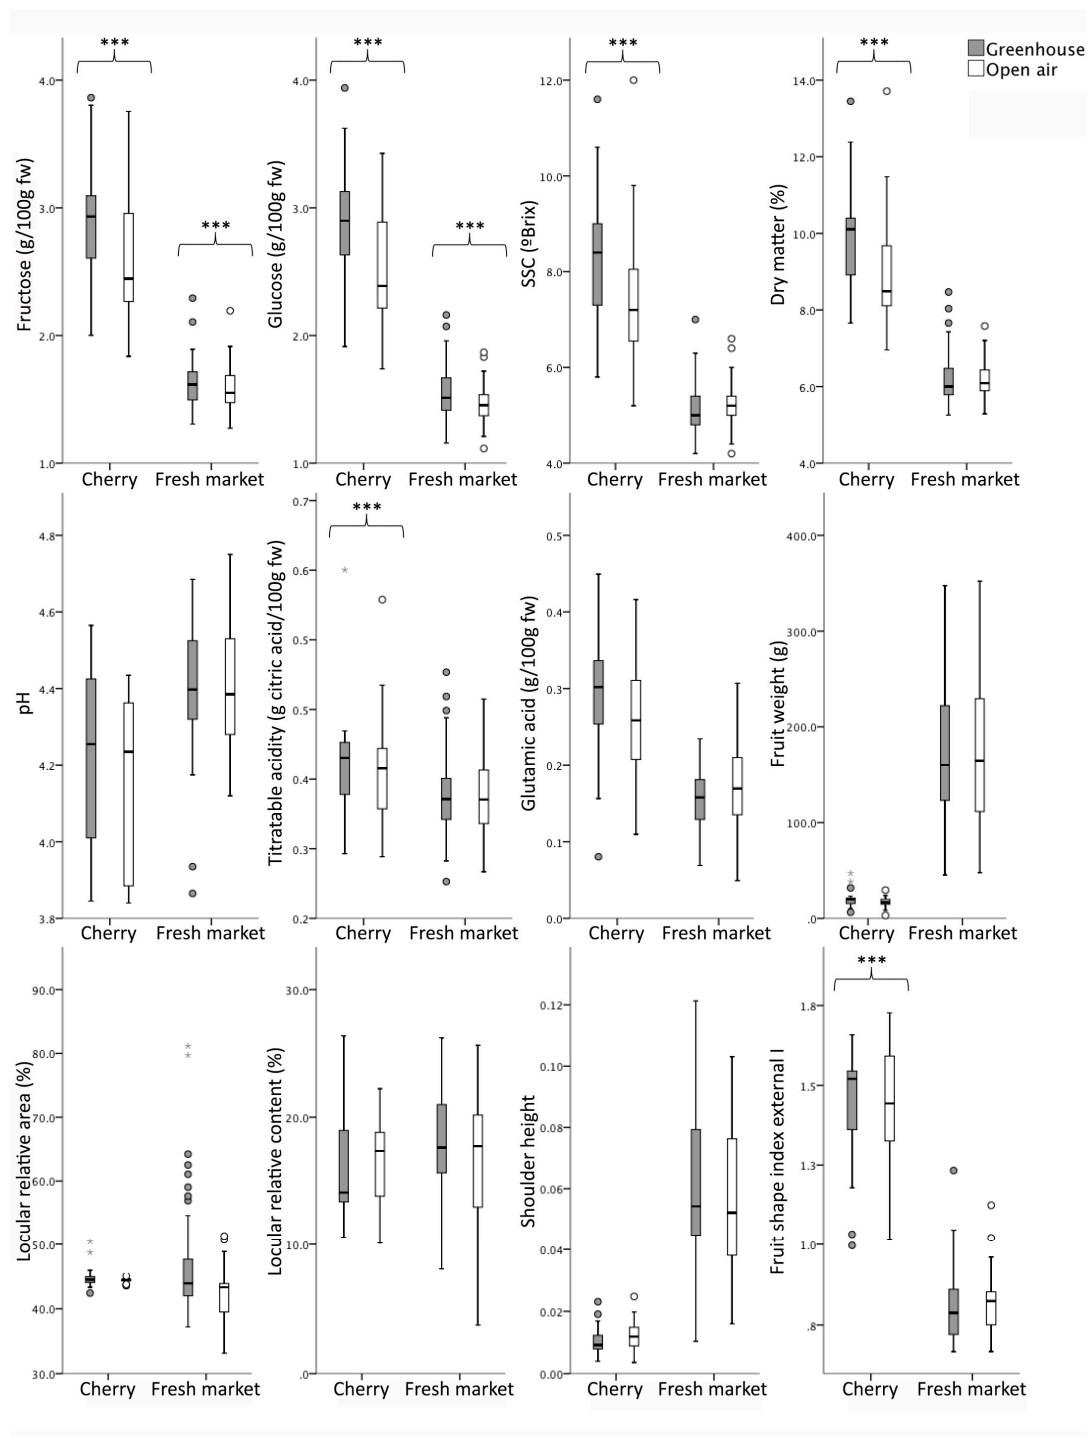 *** *** *** ***
Greenhouse
Open air
Fructose (g/100g fw)
4.0
3.0
2.0
1.0
***
Cherry Fresh market
Glucose (g/100g fw)
4.0
3.0
2.0
1.0
***
Cherry Fresh market
SSC (ºBrix)
12.0
10.0
8.0
6.0
4.0
Cherry Fresh market
Dry matter (%)
14.0
12.0
10.0
8.0
6.0
4.0
Cherry Fresh market
pH
4.8
4.6
4.4
4.2
4.0
3.8
Cherry Fresh market
Titratable acidity (g citric acid/100g fw)
***
0.7
0.6
0.5
0.5
0.4
0.3
0.2
Cherry Fresh market
Glutamic acid (g/100g fw)
0.5
0.4
0.3
0.2
0.1
0.0
Cherry Fresh market
Fruit weight (g)
400.0
300.0
200.0
100.0
.0
Cherry Fresh market
Locular relative area (%)
90.0
80.0
70.0
60.0
50.0
40.0
30.0
Cherry Fresh market
Locular relative content (%)
30.0
20.0
10.0
.0
Cherry Fresh market
Shoulder height
0.12
0.10
0.08
0.06
0.04
0.02
0.00
Cherry Fresh market
Fruit shape index external I
***
1.8
1.5
1.3
1.0
.8
Cherry Fresh market